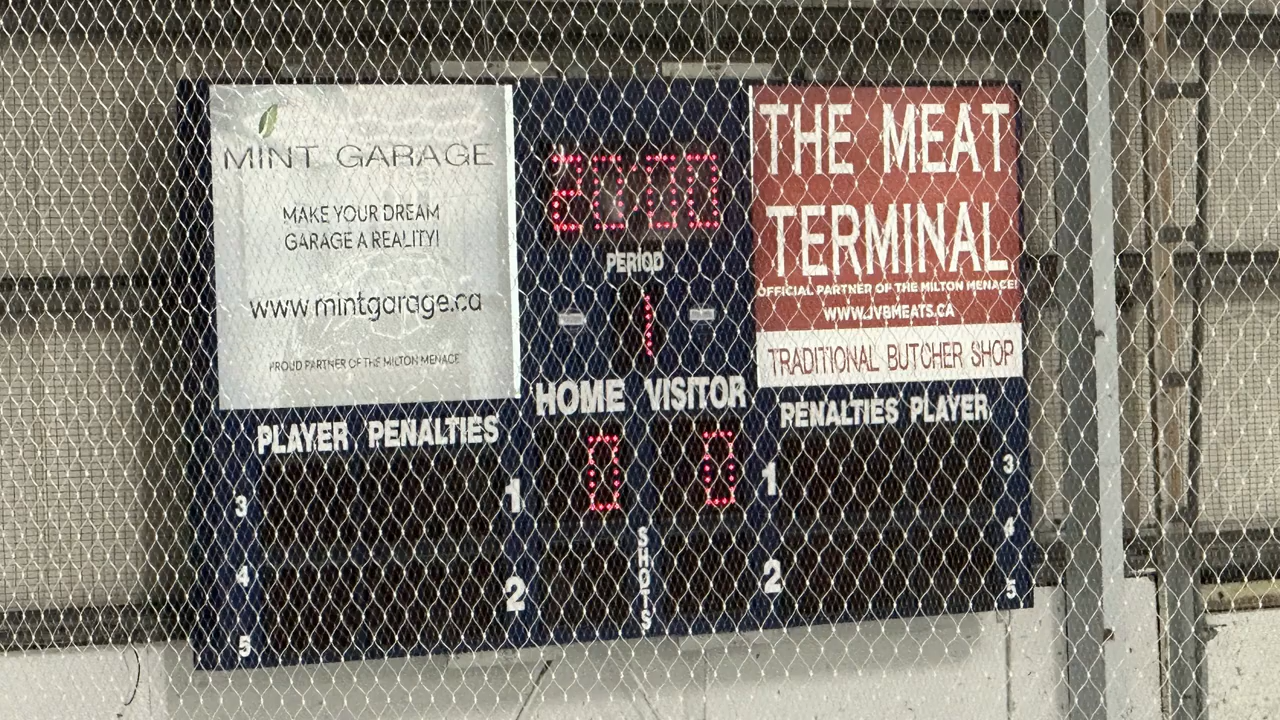 MINT GARAGE
MAKE YOUR DREAM
GARAGE A REALITY!
www.mintgarage.ca
PROUD PARTNER OF THE MILTON MENACE
20:00
PERIOD
1
THE MEAT
TERMINAL
OFFICIAL PARTNER OF THE MILTON MENACE!
WWW.JVBMEATS.CA
TRADITIONAL BUTCHER SHOP
HOME VISITOR
0 0
SHOTS
PLAYER PENALTIES
3 1
4 2
5
PENALTIES PLAYER
1 3
4
2 5